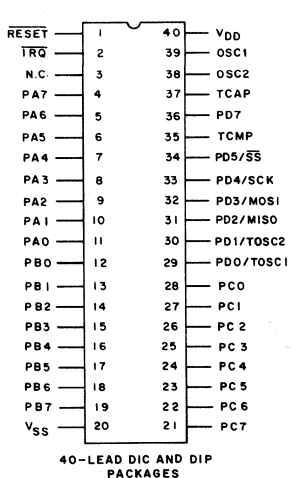 RESET 1 40 VDD
IRQ 2 39 OSC1
N.C. 3 38 OSC2
PA7 4 37 TCAP
PA6 5 36 PD7
PA5 6 35 TCMP
PA4 7 34 PD5/SS
PA3 8 33 PD4/SCK
PA2 9 32 PD3/MOSI
PA1 10 31 PD2/MISO
PA0 11 30 PD1/TOSC2
PB0 12 29 PD0/TOSC1
PB1 13 28 PC0
PB2 14 27 PC1
PB3 15 26 PC2
PB4 16 25 PC3
PB5 17 24 PC4
PB6 18 23 PC5
PB7 19 22 PC6
VSS 20 21 PC7
40-LEAD DIC AND DIP
PACKAGES